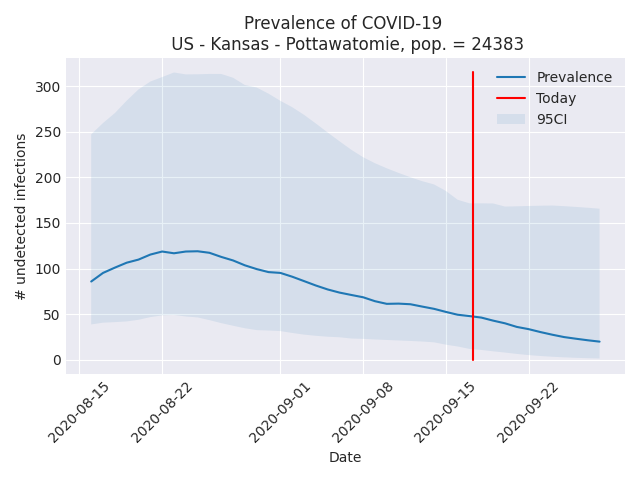 Prevalence of COVID-19
US - Kansas - Pottawatomie, pop. = 24383
Prevalence
Today
95CI
# undetected infections
300
250
200
150
100
50
0
2020-08-15
2020-08-22
2020-09-01
2020-09-08
2020-09-15
2020-09-22
Date